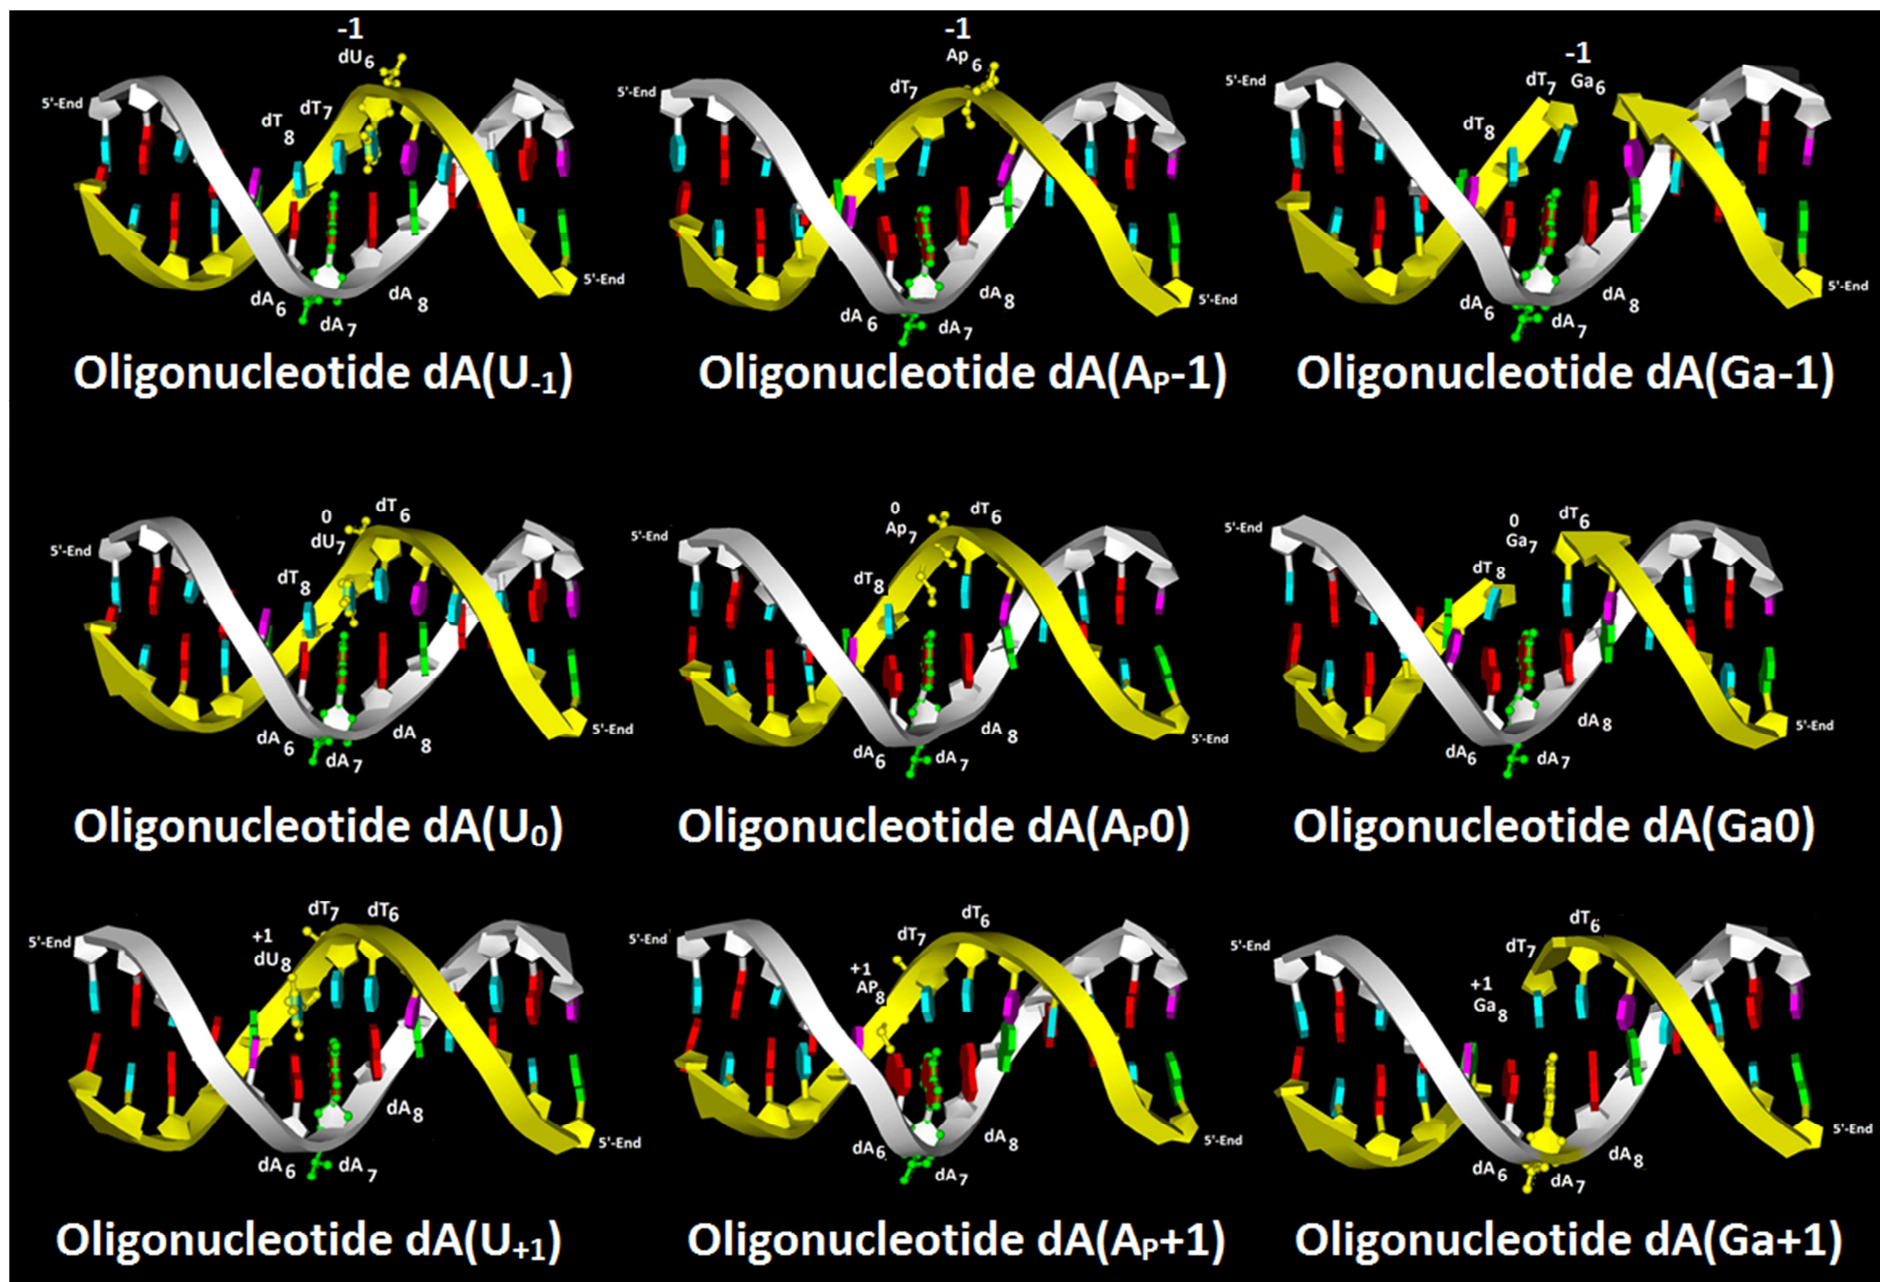 -1
dU6
5'-End
dT7
dT8
dA6
dA7
dA8
5'-End
Oligonucleotide dA(U-1)
-1
Ap6
5'-End
dT7
dA6
dA7
dA8
5'-End
Oligonucleotide dA(AP-1)
-1
Ga6
5'-End
dT7
dT8
dA6
dA7
dA8
5'-End
Oligonucleotide dA(Ga-1)
0
dU7
dT6
5'-End
dT8
dA6
dA7
dA8
5'-End
Oligonucleotide dA(U0)
0
Ap7
dT6
5'-End
dT8
dA6
dA7
dA8
5'-End
Oligonucleotide dA(AP0)
0
Ga7
dT6
5'-End
dT8
dA6
dA7
dA8
5'-End
Oligonucleotide dA(Ga0)
dT7
dT6
+1
dU8
5'-End
dA6
dA7
dA8
5'-End
Oligonucleotide dA(U+1)
dT6
dT7
5'-End
+1
AP8
dA6
dA7
dA8
5'-End
Oligonucleotide dA(AP+1)
dT6
dT7
5'-End
+1
Ga8
dA6
dA7
dA8
5'-End
Oligonucleotide dA(Ga+1)